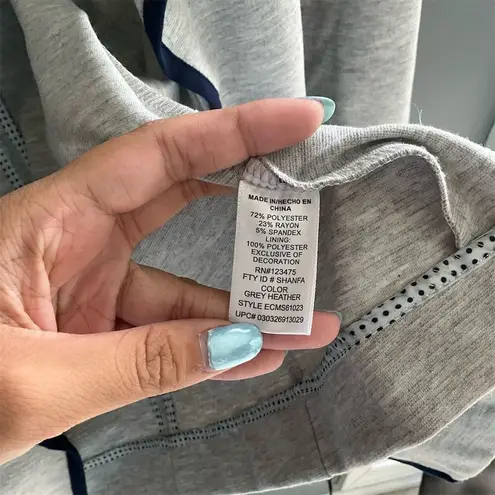 MADE IN/HECHO EN
CHINA
72% POLYESTER
23% RAYON
5% SPANDEX
LINING:
100% POLYESTER
EXCLUSIVE OF
DECORATION
RN#123475
FTY ID # SHANFA
COLOR
GREY HEATHER
STYLE ECMS61023
UPC# 030326913029